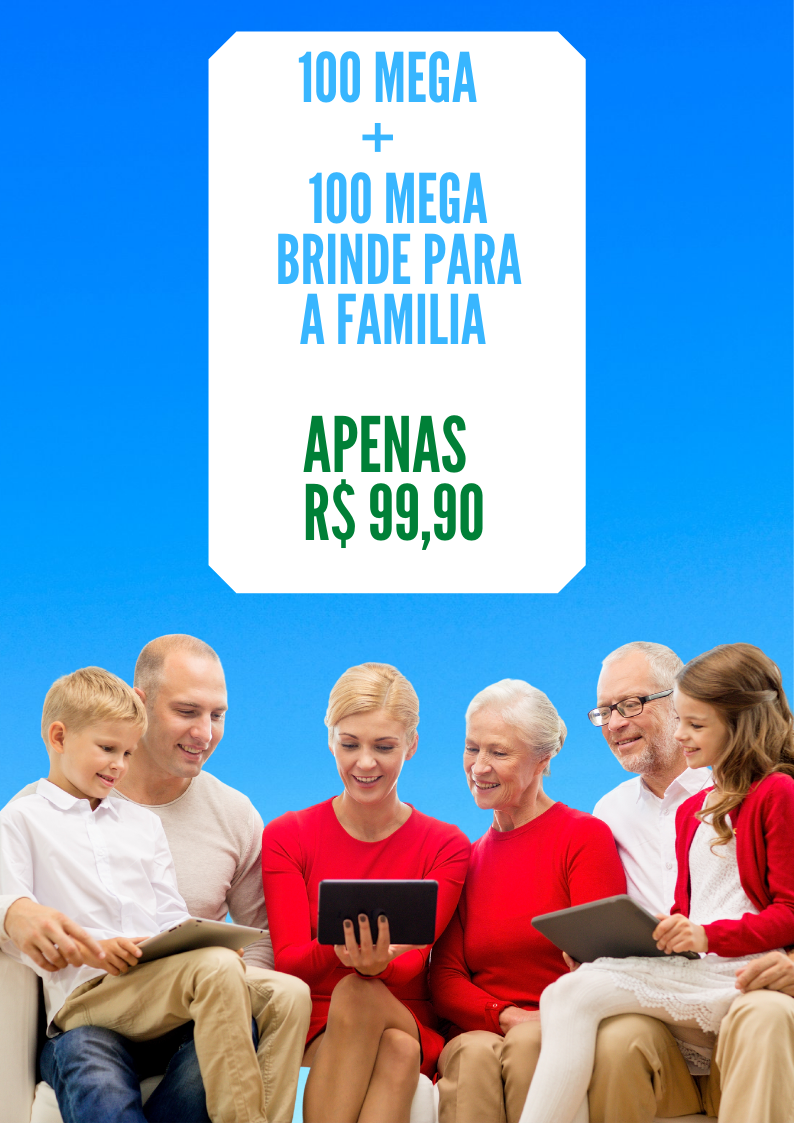 100 MEGA
+
100 MEGA
BRINDE PARA
A FAMILIA
APENAS
R$ 99,90